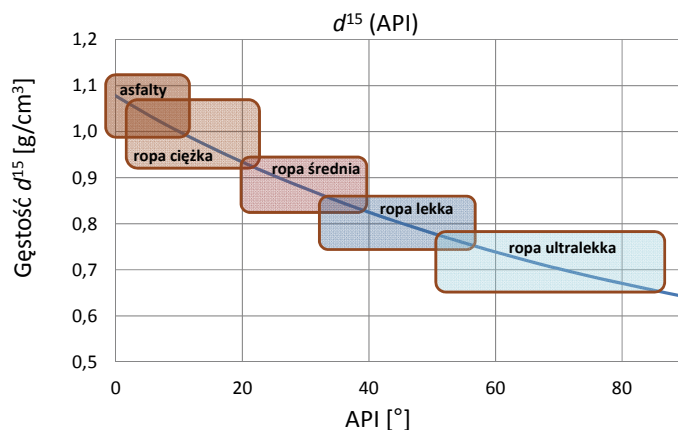 d¹⁵ (API)
1,2
1,1
1,0
0,9
0,8
0,7
0,6
0,5
Gęstość d¹⁵ [g/cm³]
asfalty
ropa ciężka
ropa średnia
ropa lekka
ropa ultralekka
0
20
40
60
80
API [°]